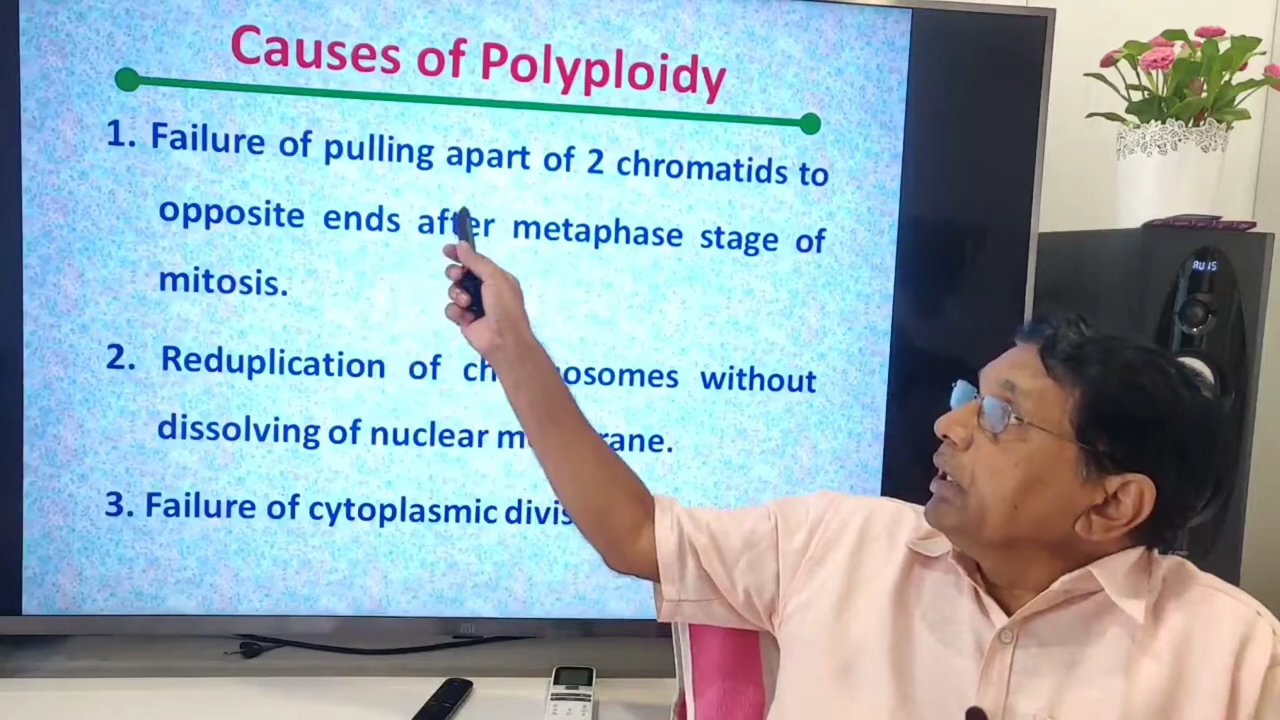 Causes of Polyploidy
1. Failure of pulling apart of 2 chromatids to
opposite ends after metaphase stage of
mitosis.
2. Reduplication of without
dissolving of nuclear
3. Failure of cytoplasmic